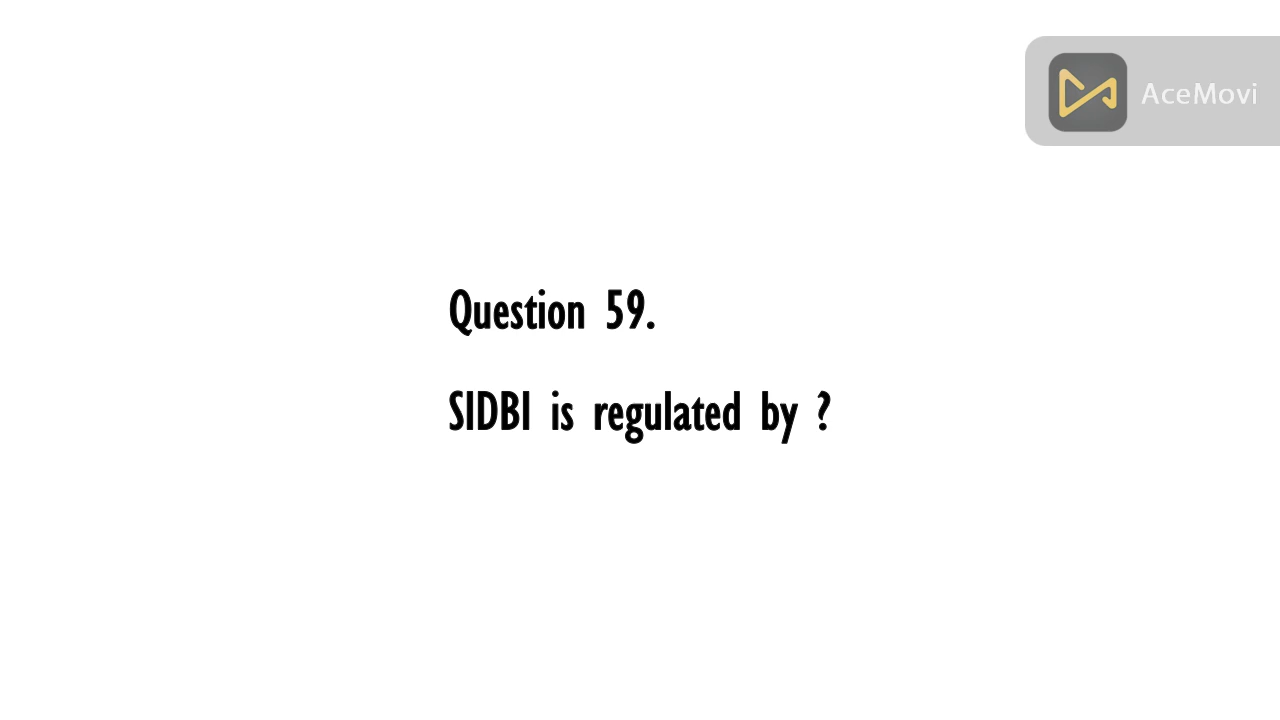 AceMovi
Question 59.
SIDBI is regulated by ?